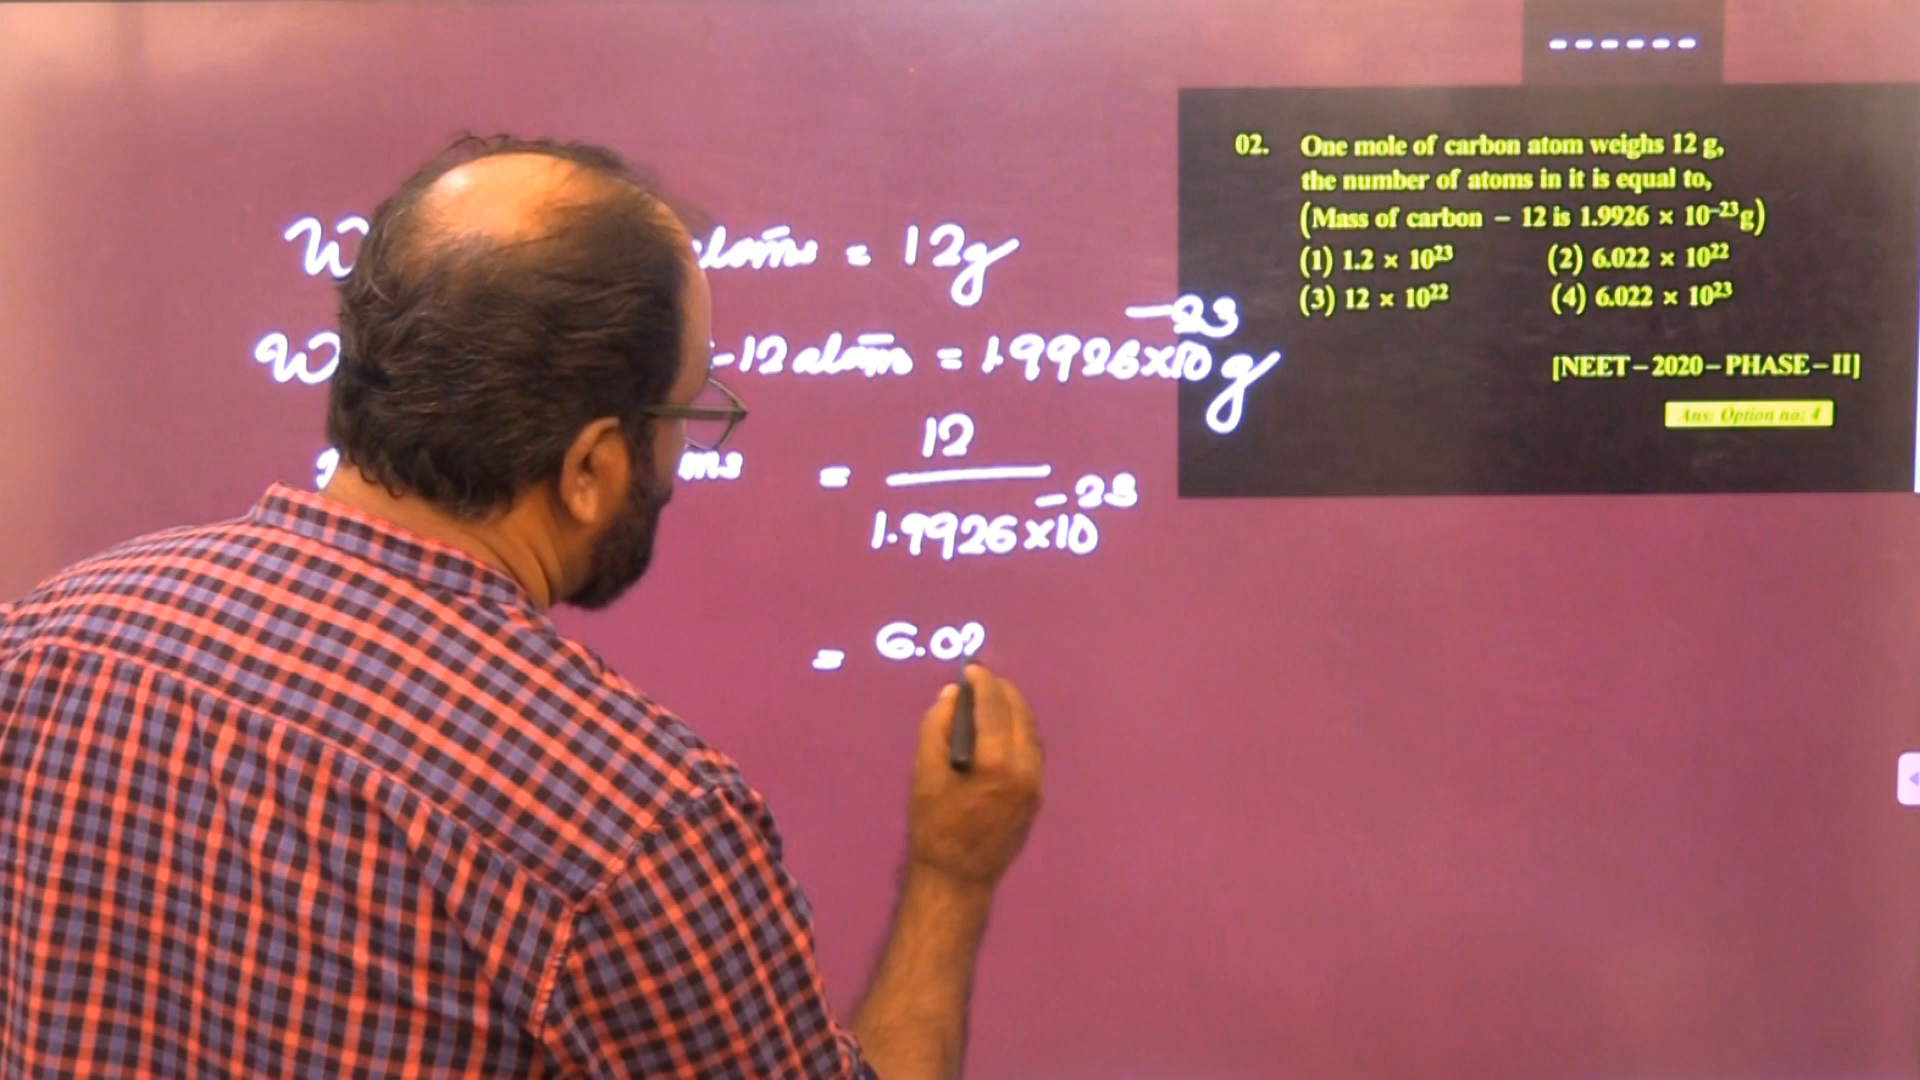 ------
02. One mole of carbon atom weighs 12 g,
the number of atoms in it is equal to,
(Mass of carbon – 12 is 1.9926 × 10⁻²³g)
(1) 1.2 × 10²³ (2) 6.022 × 10²²
(3) 12 × 10²² (4) 6.022 × 10²³
[NEET – 2020 – PHASE – II]
Ans: Option no: 4
= 12g
-12 atom = 1.9926×10⁻²³ g
= 12 / 1.9926×10⁻²³
= 6.02